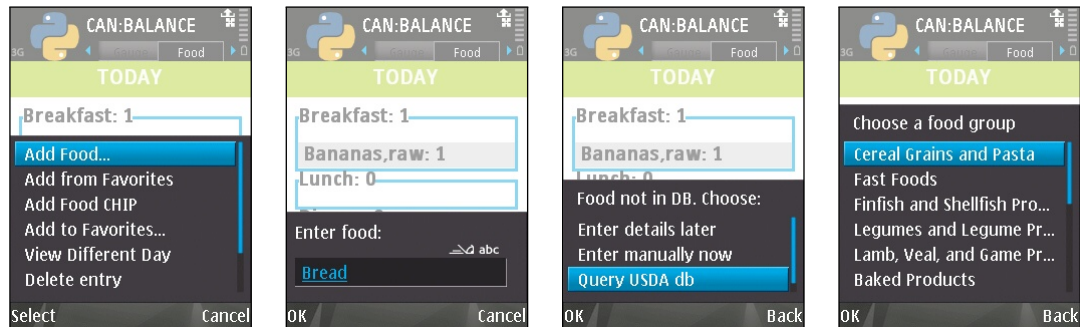 CAN:BALANCE
3G
Food
TODAY
Breakfast: 1
Add Food...
Add from Favorites
Add Food CHIP
Add to Favorites...
View Different Day
Delete entry
Select Cancel
CAN:BALANCE
3G
Food
TODAY
Breakfast: 1
Bananas,raw: 1
Lunch: 0
Enter food:
abc
Bread
OK Cancel
CAN:BALANCE
3G
Food
TODAY
Breakfast: 1
Bananas,raw: 1
Lunch: 0
Food not in DB. Choose:
Enter details later
Enter manually now
Query USDA db
OK Back
CAN:BALANCE
3G
Food
TODAY
Choose a food group
Cereal Grains and Pasta
Fast Foods
Finfish and Shellfish Pro...
Legumes and Legume Pr...
Lamb, Veal, and Game Pr...
Baked Products
OK Back